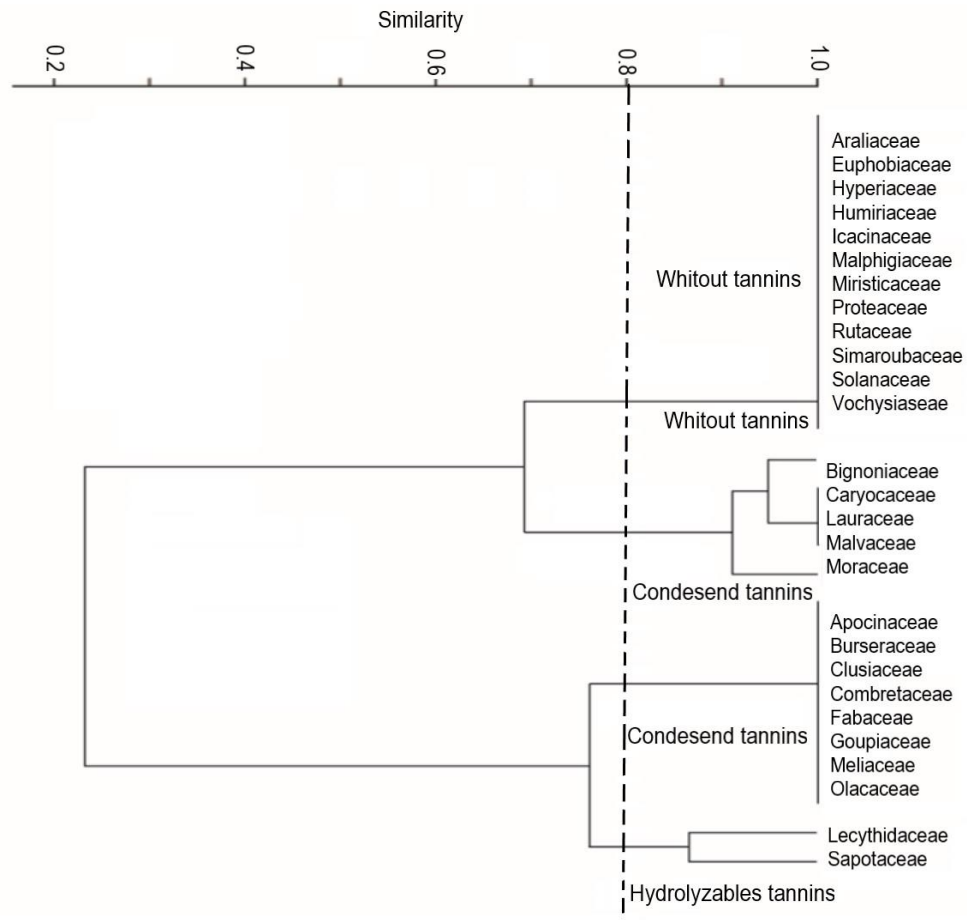 Similarity
0.2 0.4 0.6 0.8 1.0
Araliaceae
Euphobiaceae
Hyperiaceae
Humiriaceae
Icacinaceae
Malphigiaceae
Whitout tannins
Miristicaceae
Proteaceae
Rutaceae
Simaroubaceae
Solanaceae
Vochysiaseae
Whitout tannins
Bignoniaceae
Caryocaceae
Lauraceae
Malvaceae
Moraceae
Condesend tannins
Apocinaceae
Burseraceae
Clusiaceae
Combretaceae
Fabaceae
Condesend tannins
Goupiaceae
Meliaceae
Olacaceae
Lecythidaceae
Sapotaceae
Hydrolyzables tannins